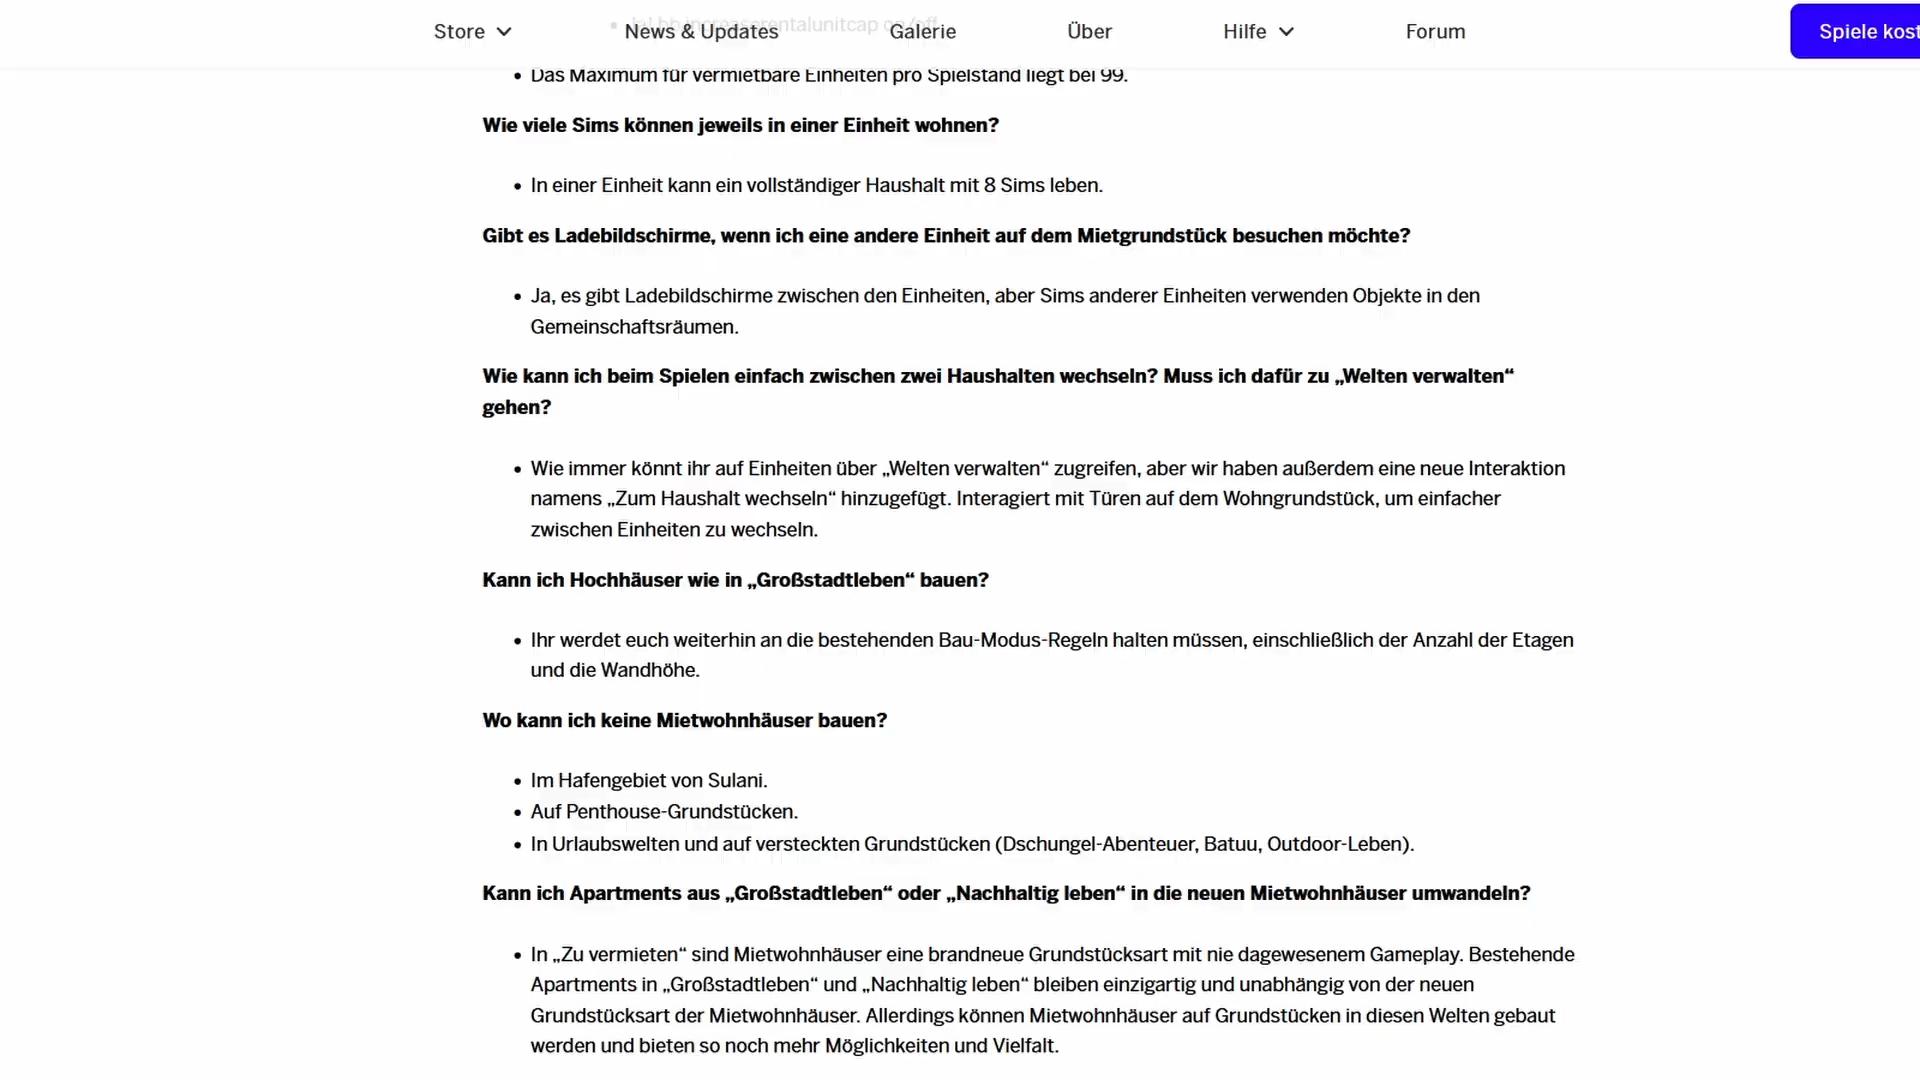 bb.increaserentalunitcap on/off
Store News & Updates Galerie Über Hilfe Forum Spiele kost
Das Maximum für vermietbare Einheiten pro Spielstand liegt bei 99.
Wie viele Sims können jeweils in einer Einheit wohnen?
In einer Einheit kann ein vollständiger Haushalt mit 8 Sims leben.
Gibt es Ladebildschirme, wenn ich eine andere Einheit auf dem Mietgrundstück besuchen möchte?
Ja, es gibt Ladebildschirme zwischen den Einheiten, aber Sims anderer Einheiten verwenden Objekte in den
Gemeinschaftsräumen.
Wie kann ich beim Spielen einfach zwischen zwei Haushalten wechseln? Muss ich dafür zu „Welten verwalten“
gehen?
Wie immer könnt ihr auf Einheiten über „Welten verwalten“ zugreifen, aber wir haben außerdem eine neue Interaktion
namens „Zum Haushalt wechseln“ hinzugefügt. Interagiert mit Türen auf dem Wohngrundstück, um einfacher
zwischen Einheiten zu wechseln.
Kann ich Hochhäuser wie in „Großstadtleben“ bauen?
Ihr werdet euch weiterhin an die bestehenden Bau-Modus-Regeln halten müssen, einschließlich der Anzahl der Etagen
und die Wandhöhe.
Wo kann ich keine Mietwohnhäuser bauen?
Im Hafengebiet von Sulani.
Auf Penthouse-Grundstücken.
In Urlaubswelten und auf versteckten Grundstücken (Dschungel-Abenteuer, Batuu, Outdoor-Leben).
Kann ich Apartments aus „Großstadtleben“ oder „Nachhaltig leben“ in die neuen Mietwohnhäuser umwandeln?
In „Zu vermieten“ sind Mietwohnhäuser eine brandneue Grundstücksart mit nie dagewesenem Gameplay. Bestehende
Apartments in „Großstadtleben“ und „Nachhaltig leben“ bleiben einzigartig und unabhängig von der neuen
Grundstücksart der Mietwohnhäuser. Allerdings können Mietwohnhäuser auf Grundstücken in diesen Welten gebaut
werden und bieten so noch mehr Möglichkeiten und Vielfalt.